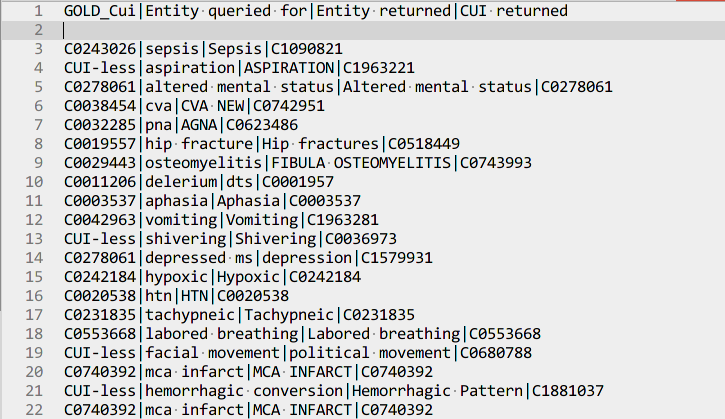 1 GOLD_Cui|Entity queried for|Entity returned|CUI returned
2
3 C0243026|sepsis|Sepsis|C1090821
4 CUI-less|aspiration|ASPIRATION|C1963221
5 C0278061|altered mental status|Altered mental status|C0278061
6 C0038454|cva|CVA NEW|C0742951
7 C0032285|pna|AGNA|C0623486
8 C0019557|hip fracture|Hip fractures|C0518449
9 C0029443|osteomyelitis|FIBULA OSTEOMYELITIS|C0743993
10 C0011206|delerium|dts|C0001957
11 C0003537|aphasia|Aphasia|C0003537
12 C0042963|vomiting|Vomiting|C1963281
13 CUI-less|shivering|Shivering|C0036973
14 C0278061|depressed ms|depression|C1579931
15 C0242184|hypoxic|Hypoxic|C0242184
16 C0020538|htn|HTN|C0020538
17 C0231835|tachypneic|Tachypneic|C0231835
18 C0553668|labored breathing|Labored breathing|C0553668
19 CUI-less|facial movement|political movement|C0680788
20 C0740392|mca infarct|MCA INFARCT|C0740392
21 CUI-less|hemorrhagic conversion|Hemorrhagic Pattern|C1881037
22 C0740392|mca infarct|MCA INFARCT|C0740392